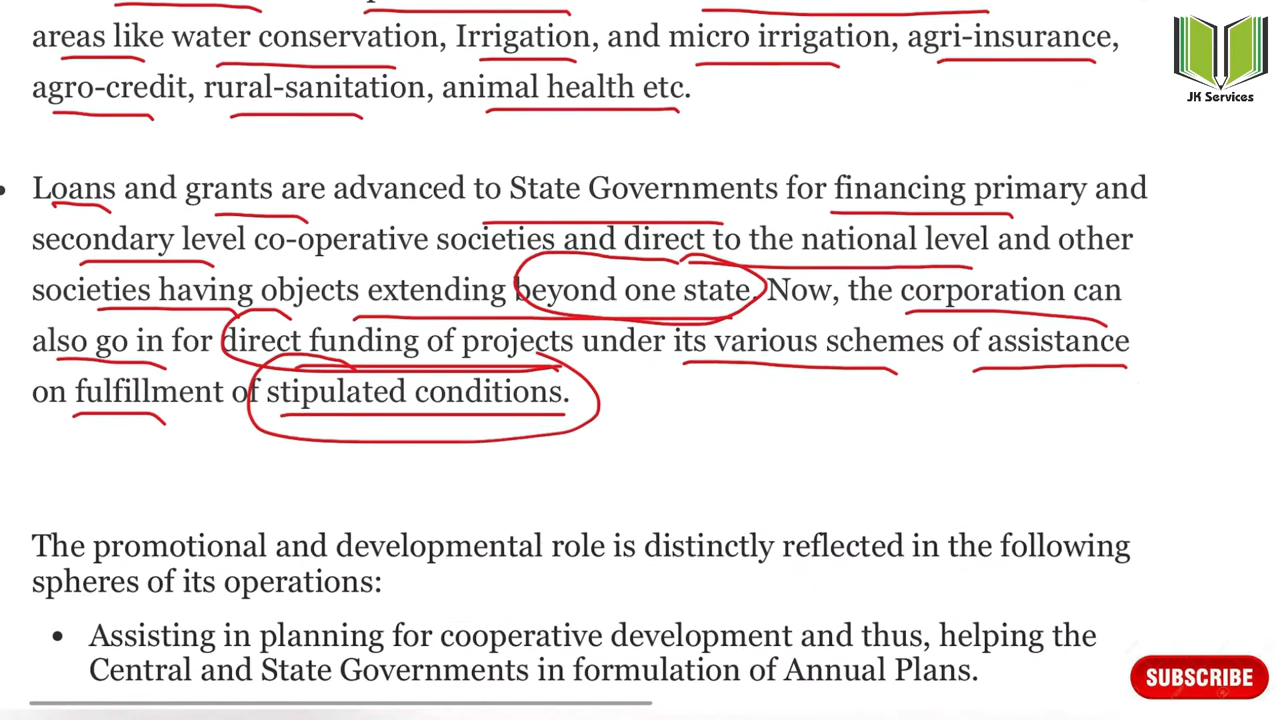 areas like water conservation, Irrigation, and micro irrigation, agri-insurance,
agro-credit, rural-sanitation, animal health etc.
JK Services
• Loans and grants are advanced to State Governments for financing primary and
secondary level co-operative societies and direct to the national level and other
societies having objects extending beyond one state. Now, the corporation can
also go in for direct funding of projects under its various schemes of assistance
on fulfillment of stipulated conditions.
The promotional and developmental role is distinctly reflected in the following
spheres of its operations:
• Assisting in planning for cooperative development and thus, helping the
Central and State Governments in formulation of Annual Plans.
SUBSCRIBE